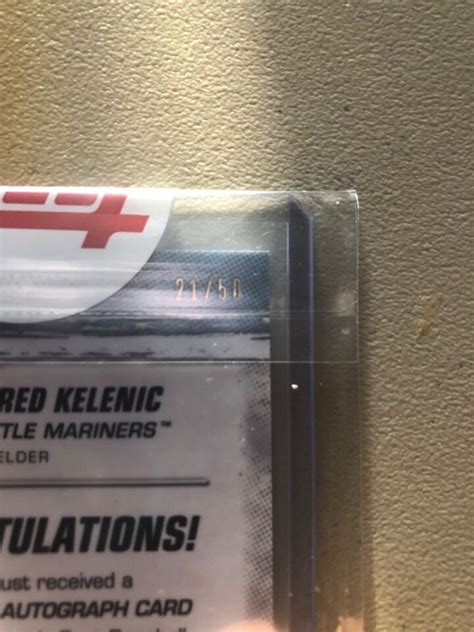 21/50
RED KELENIC
TTLE MARINERS™
ELDER
TULATIONS!
ust received a
AUTOGRAPH CARD